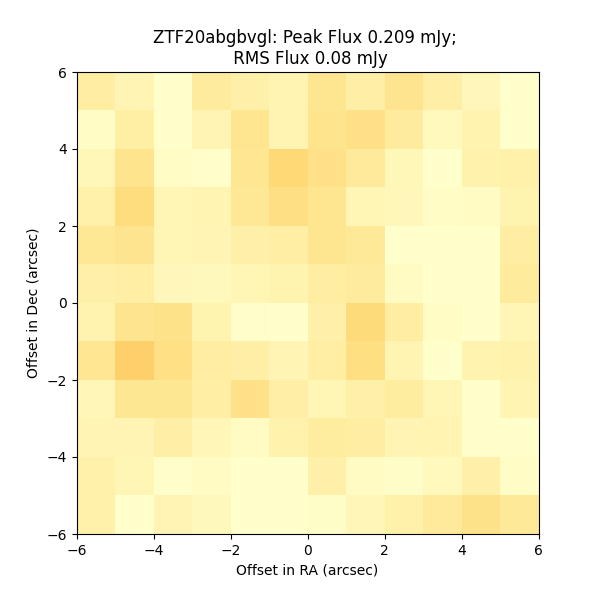 ZTF20abgbvgl: Peak Flux 0.209 mJy;
RMS Flux 0.08 mJy
6
4
2
0
−2
−4
−6
Offset in Dec (arcsec)
−6 −4 −2 0 2 4 6
Offset in RA (arcsec)